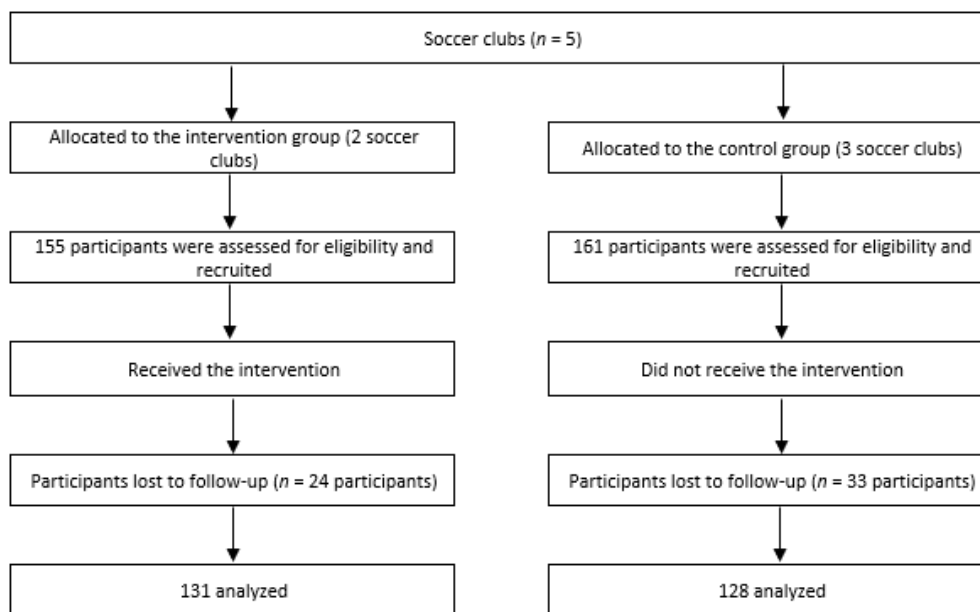 Soccer clubs (n = 5)
Allocated to the intervention group (2 soccer
clubs)
Allocated to the control group (3 soccer clubs)
155 participants were assessed for eligibility and
recruited
161 participants were assessed for eligibility and
recruited
Received the intervention
Did not receive the intervention
Participants lost to follow-up (n = 24 participants)
Participants lost to follow-up (n = 33 participants)
131 analyzed
128 analyzed